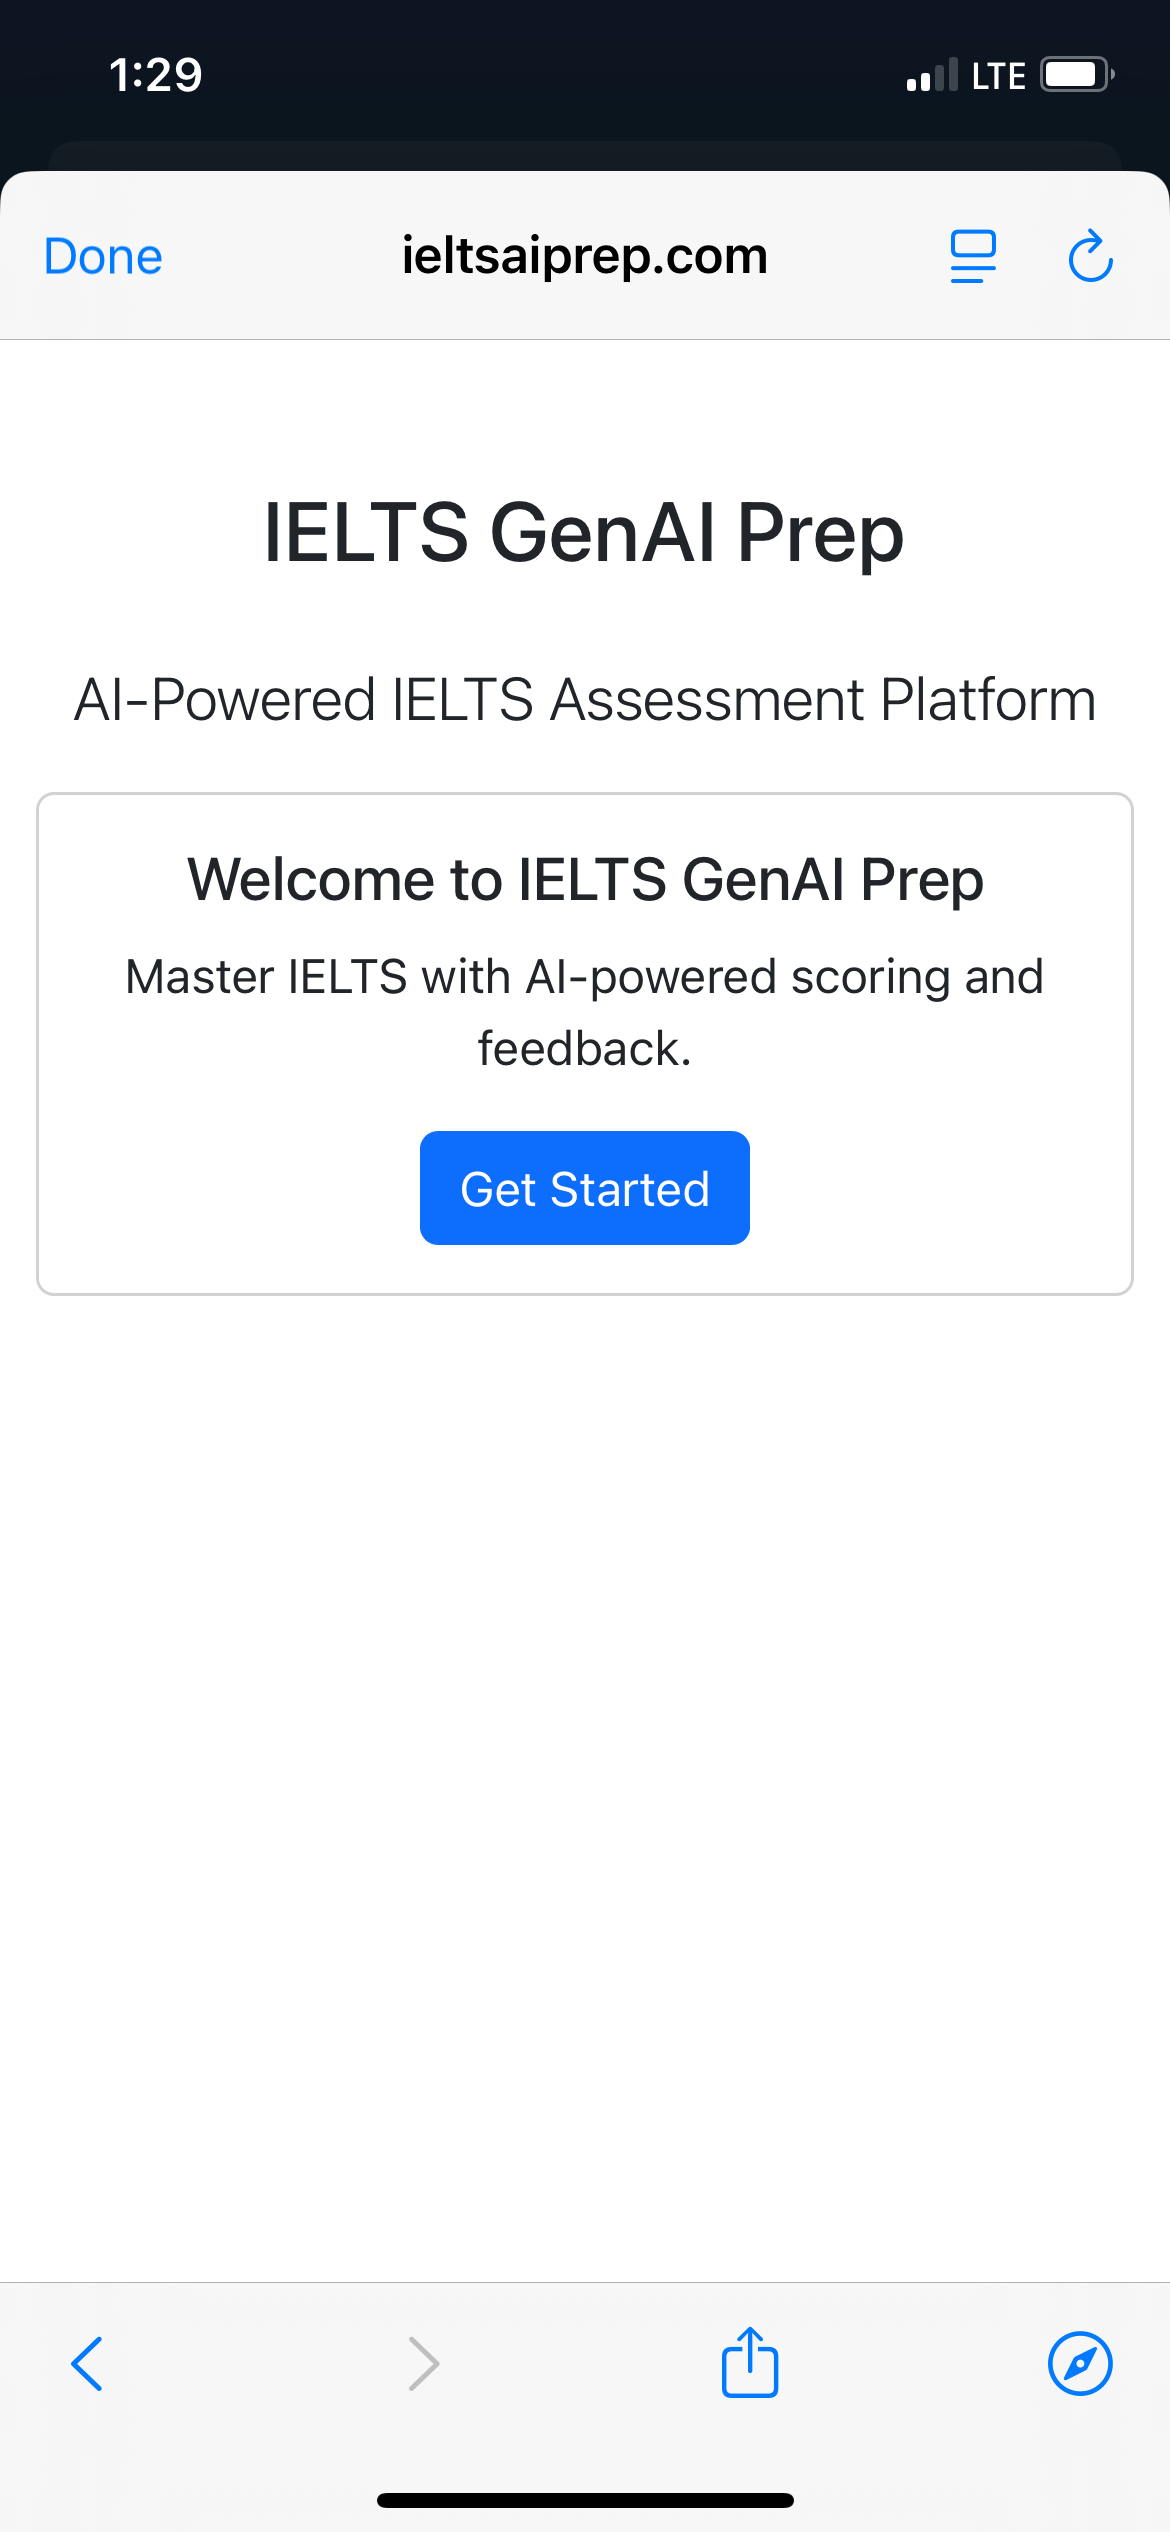 1:29
LTE
Done
ieltsaiprep.com
IELTS GenAI Prep
AI-Powered IELTS Assessment Platform
Welcome to IELTS GenAI Prep
Master IELTS with AI-powered scoring and
feedback.
Get Started